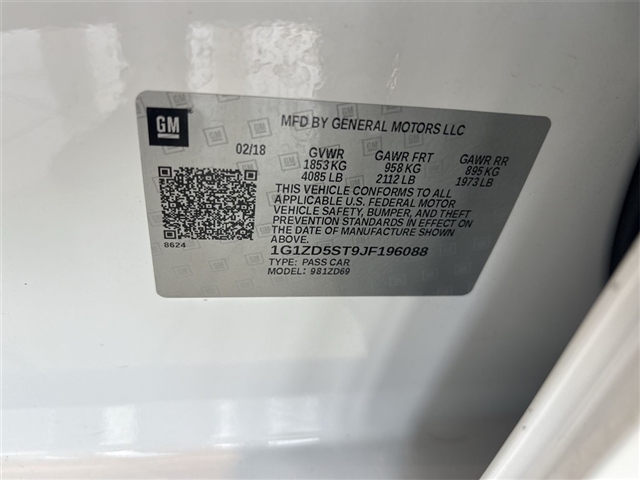 GM
MFD BY GENERAL MOTORS LLC
02/18 GVWR GAWR FRT GAWR RR
1853 KG 958 KG 895 KG
4085 LB 2112 LB 1973 LB
THIS VEHICLE CONFORMS TO ALL
APPLICABLE U.S. FEDERAL MOTOR
VEHICLE SAFETY, BUMPER, AND THEFT
PREVENTION STANDARDS IN EFFECT ON
THE DATE OF MANUFACTURE SHOWN
ABOVE.
8624
1G1ZD5ST9JF196088
TYPE: PASS CAR
MODEL: 981ZD69